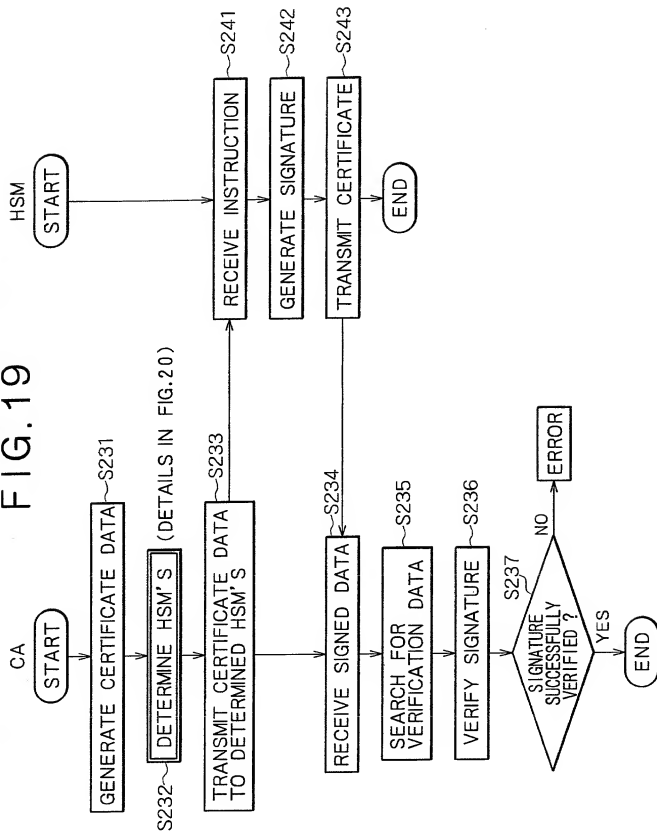 FIG.19
CA
START
GENERATE CERTIFICATE DATA
S231
DETERMINE HSM'S
(DETAILS IN FIG.20)
S232
TRANSMIT CERTIFICATE DATA
TO DETERMINED HSM'S
S233
RECEIVE SIGNED DATA
S234
SEARCH FOR
VERIFICATION DATA
S235
VERIFY SIGNATURE
S236
SIGNATURE
SUCCESSFULLY
VERIFIED ?
S237
NO
ERROR
YES
END
HSM
START
RECEIVE INSTRUCTION
S241
GENERATE SIGNATURE
S242
TRANSMIT CERTIFICATE
S243
END